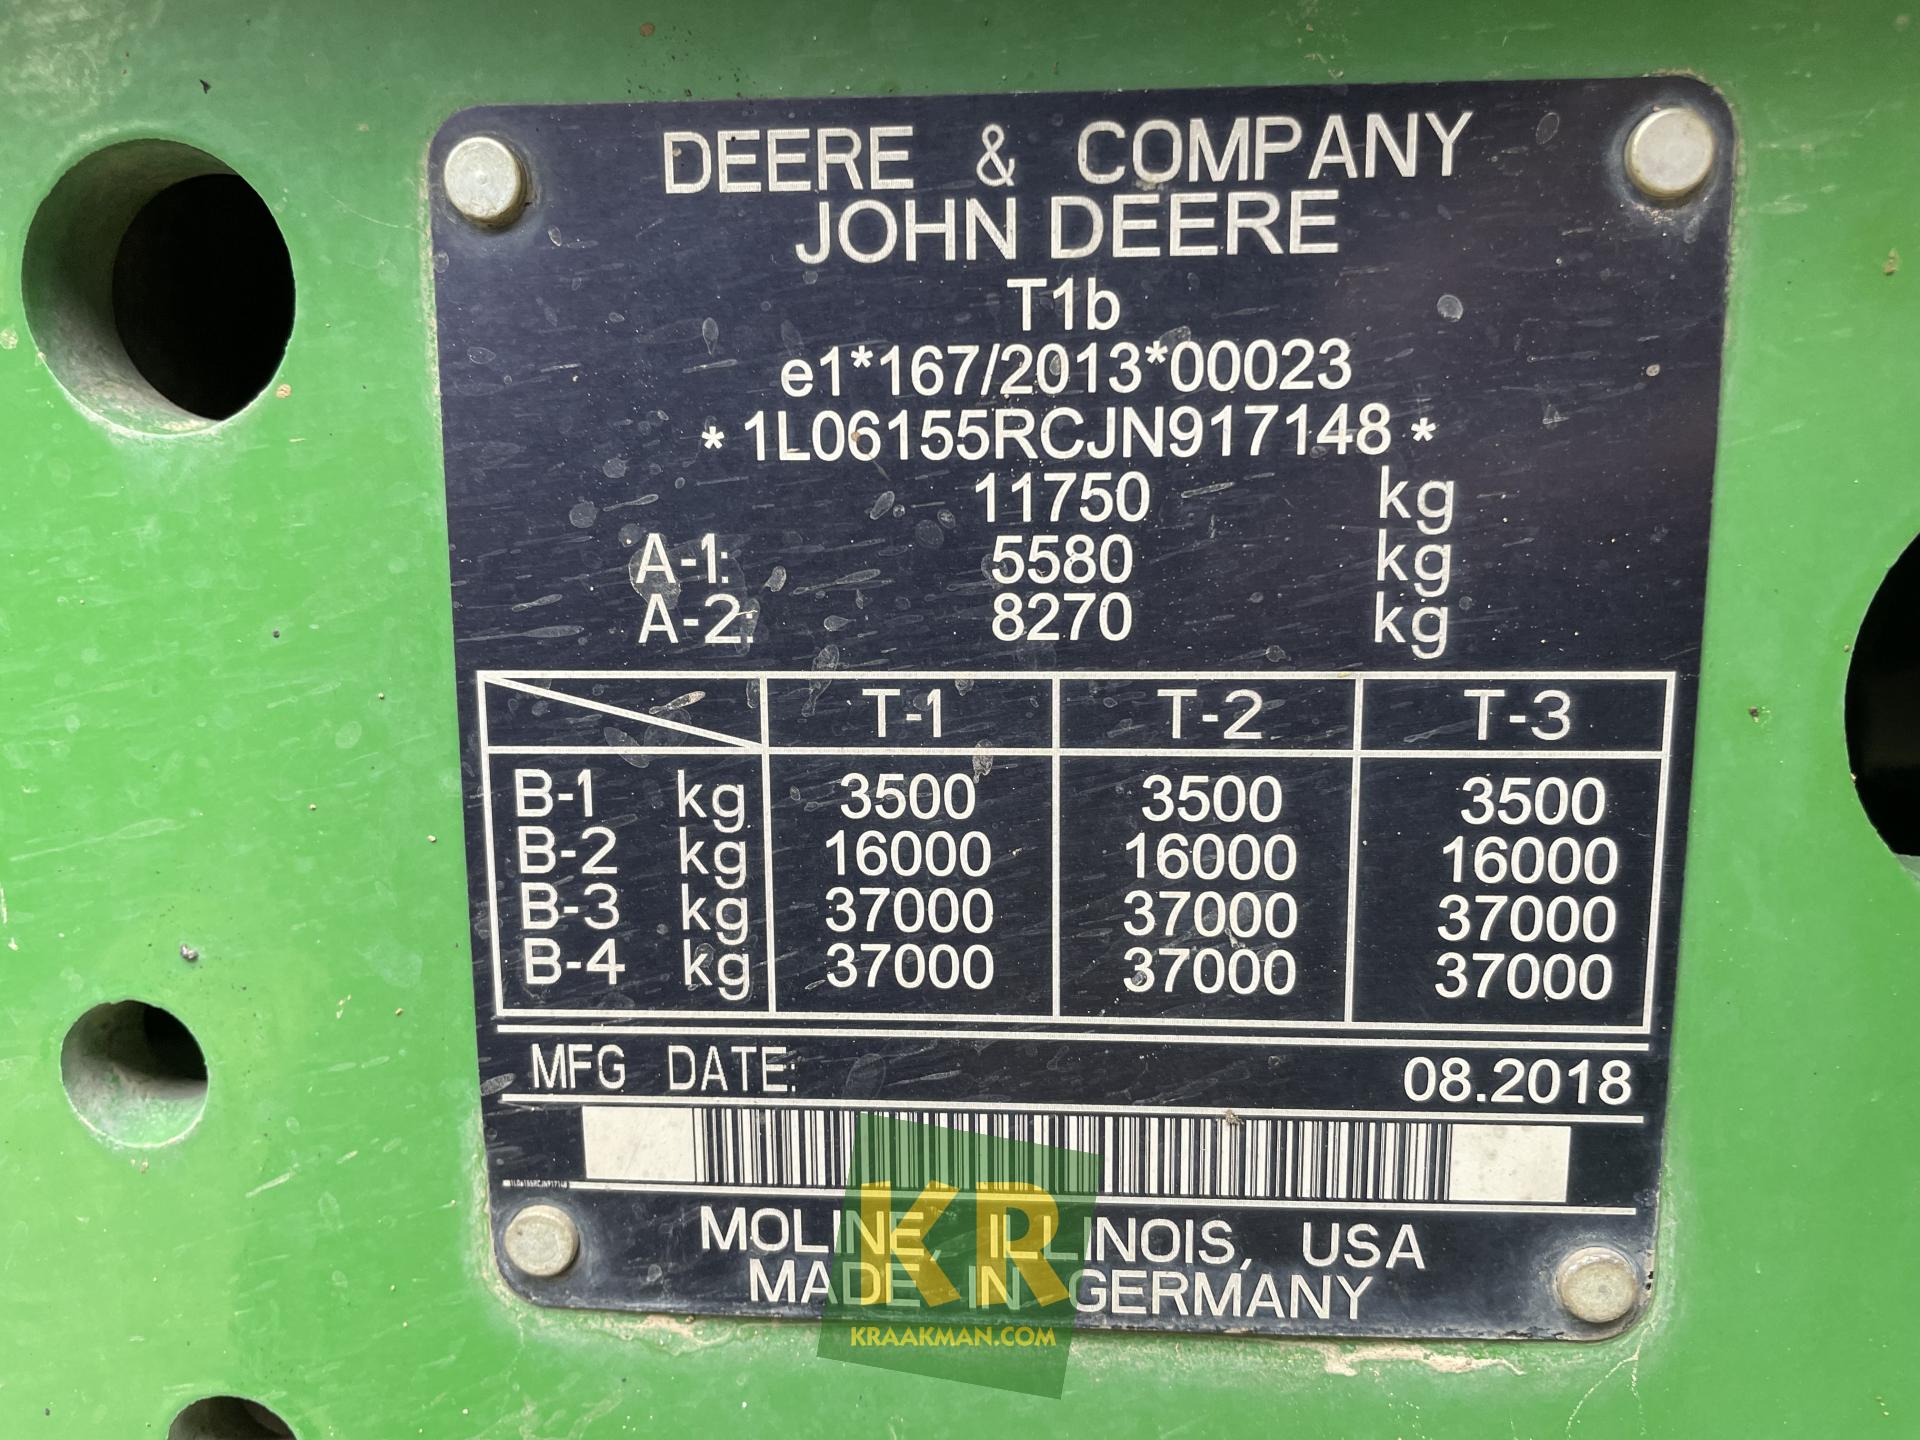 DEERE & COMPANY
JOHN DEERE
T1b
e1*167/2013*00023
* 1L06155RCJN917148 *
11750 kg
A-1: 5580 kg
A-2: 8270 kg
T-1 T-2 T-3
B-1 kg 3500 3500 3500
B-2 kg 16000 16000 16000
B-3 kg 37000 37000 37000
B-4 kg 37000 37000 37000
MFG DATE: 08.2018
1L06155RCJN917148
MOLINE, ILLINOIS, USA
MADE IN GERMANY
KR
KRAAKMAN.COM